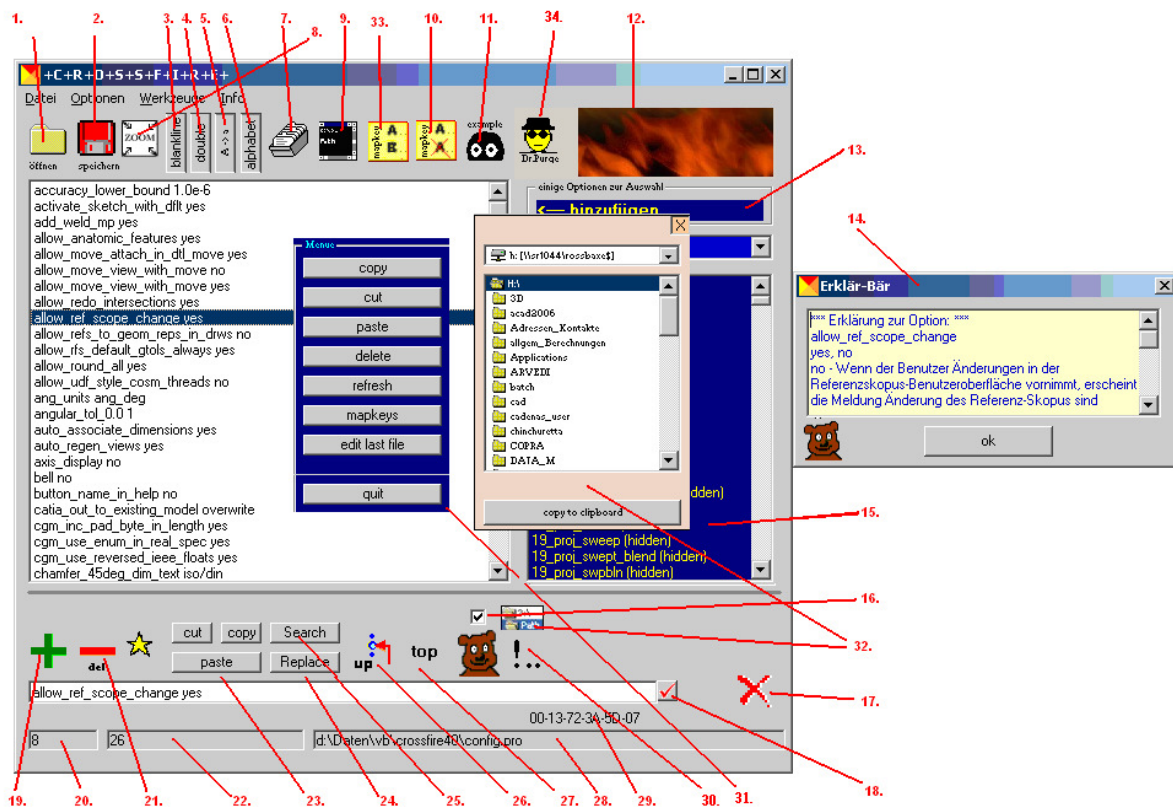 1. 2. 3. 4. 5. 6. 7. 8. 9. 33. 10. 11. 34. 12.
+C+R+O+S+S+F+I+R+E+
Datei Optionen Werkzeuge Info
öffnen
speichern
ZOOM
blankline
double
A -> a
alphabet
Path
mapkey A B
mapkey A A
example
Dr.Purge
13.
14.
accuracy_lower_bound 1.0e-6
activate_sketch_with_dflt yes
add_weld_mp yes
allow_anatomic_features yes
allow_move_attach_in_dtl_move yes
allow_move_view_with_move no
allow_move_view_with_move yes
allow_redo_intersections yes
allow_ref_scope_change yes
allow_refs_to_geom_reps_in_drws no
allow_rfs_default_gtols_always yes
allow_round_all yes
allow_udf_style_cosm_threads no
ang_units ang_deg
angular_tol_0.0 1
auto_associate_dimensions yes
auto_regen_views yes
axis_display no
bell no
button_name_in_help no
catia_out_to_existing_model overwrite
cgm_inc_pad_byte_in_length yes
cgm_use_enum_in_real_spec yes
cgm_use_reversed_ieee_floats yes
chamfer_45deg_dim_text iso/din
Menue
copy
cut
paste
delete
refresh
mapkeys
edit last file
quit
einige Optionen zur Auswahl
<--- hinzufügen
h: [\\sr1044\rossbaxe$]
H:\
3D
acad2006
Adressen_Kontakte
allgem_Berechnungen
Applications
ARVEDI
batch
cad
cadenas_user
chinchuretta
COPRA
DATA_M
copy to clipboard
dden)
19_proj_sweep (hidden)
19_proj_swept_blend (hidden)
19_proj_swpbln (hidden)
Erklär-Bär
*** Erklärung zur Option: ***
allow_ref_scope_change
yes, no
no - Wenn der Benutzer Änderungen in der
Referenzskopus-Benutzeroberfläche vornimmt, erscheint
die Meldung Änderung des Referenz-Skopus sind
ok
15.
16.
32.
17.
18.
del
cut copy Search
paste Replace
up
top
Path
!...
allow_ref_scope_change yes
00-13-72-3A-5D-07
8 26 d:\Daten\vb\crossfire40\config.pro
19. 20. 21. 22. 23. 24. 25. 26. 27. 28. 29. 30. 31.